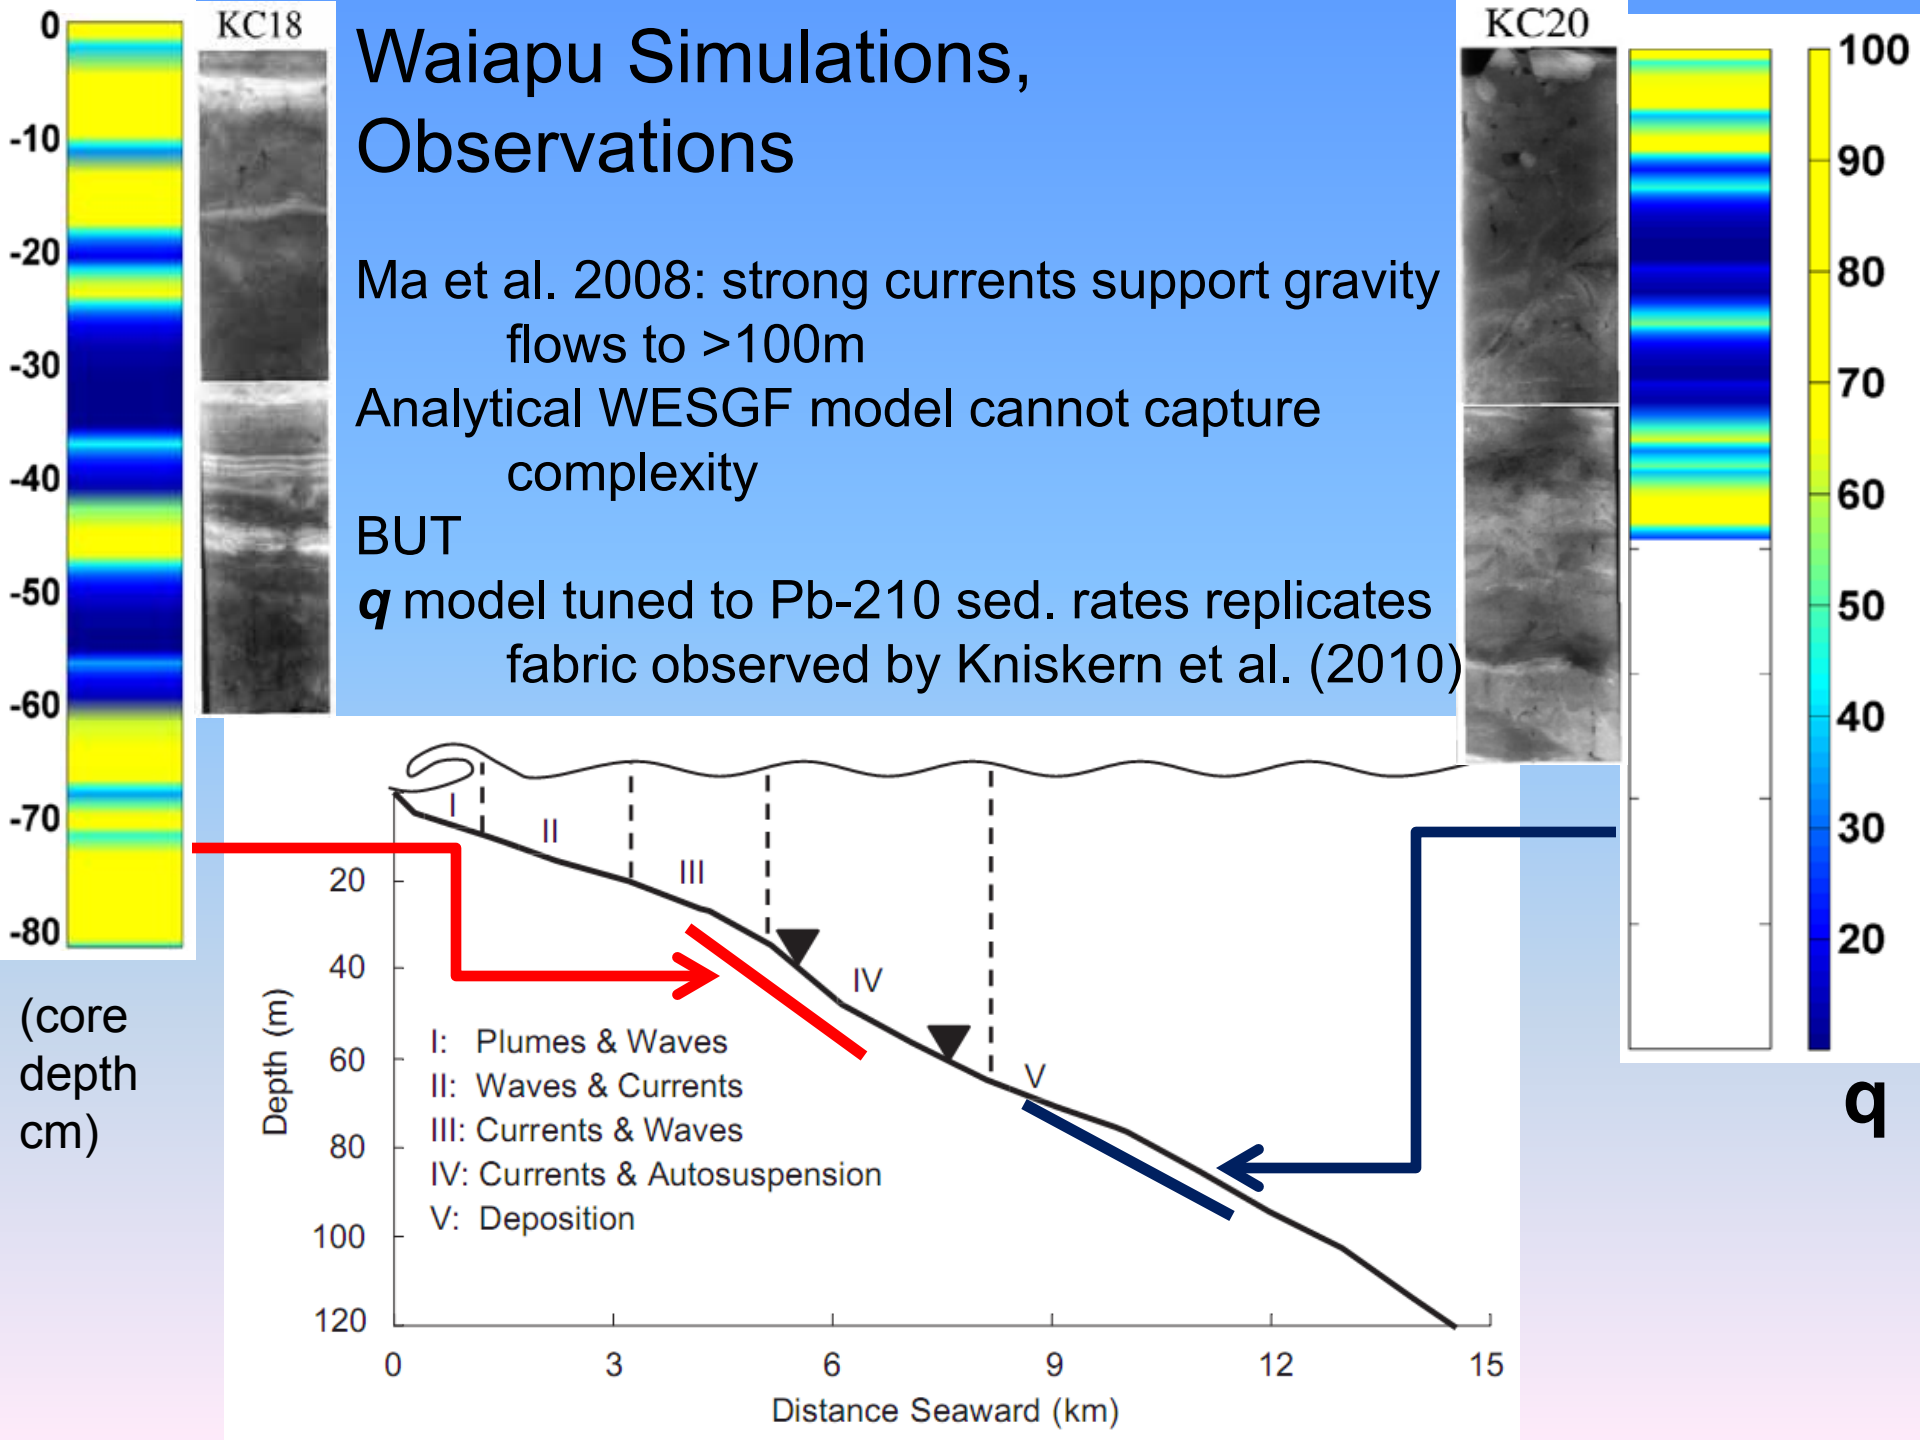 KC18
KC20
Waiapu Simulations,
Observations
Ma et al. 2008: strong currents support gravity
flows to >100m
Analytical WESGF model cannot capture
complexity
BUT
q model tuned to Pb-210 sed. rates replicates
fabric observed by Kniskern et al. (2010)
0
-10
-20
-30
-40
-50
-60
-70
-80
(core
depth
cm)
100
90
80
70
60
50
40
30
20
q
I
II
III
IV
V
20
40
60
80
100
120
Depth (m)
I: Plumes & Waves
II: Waves & Currents
III: Currents & Waves
IV: Currents & Autosuspension
V: Deposition
0 3 6 9 12 15
Distance Seaward (km)